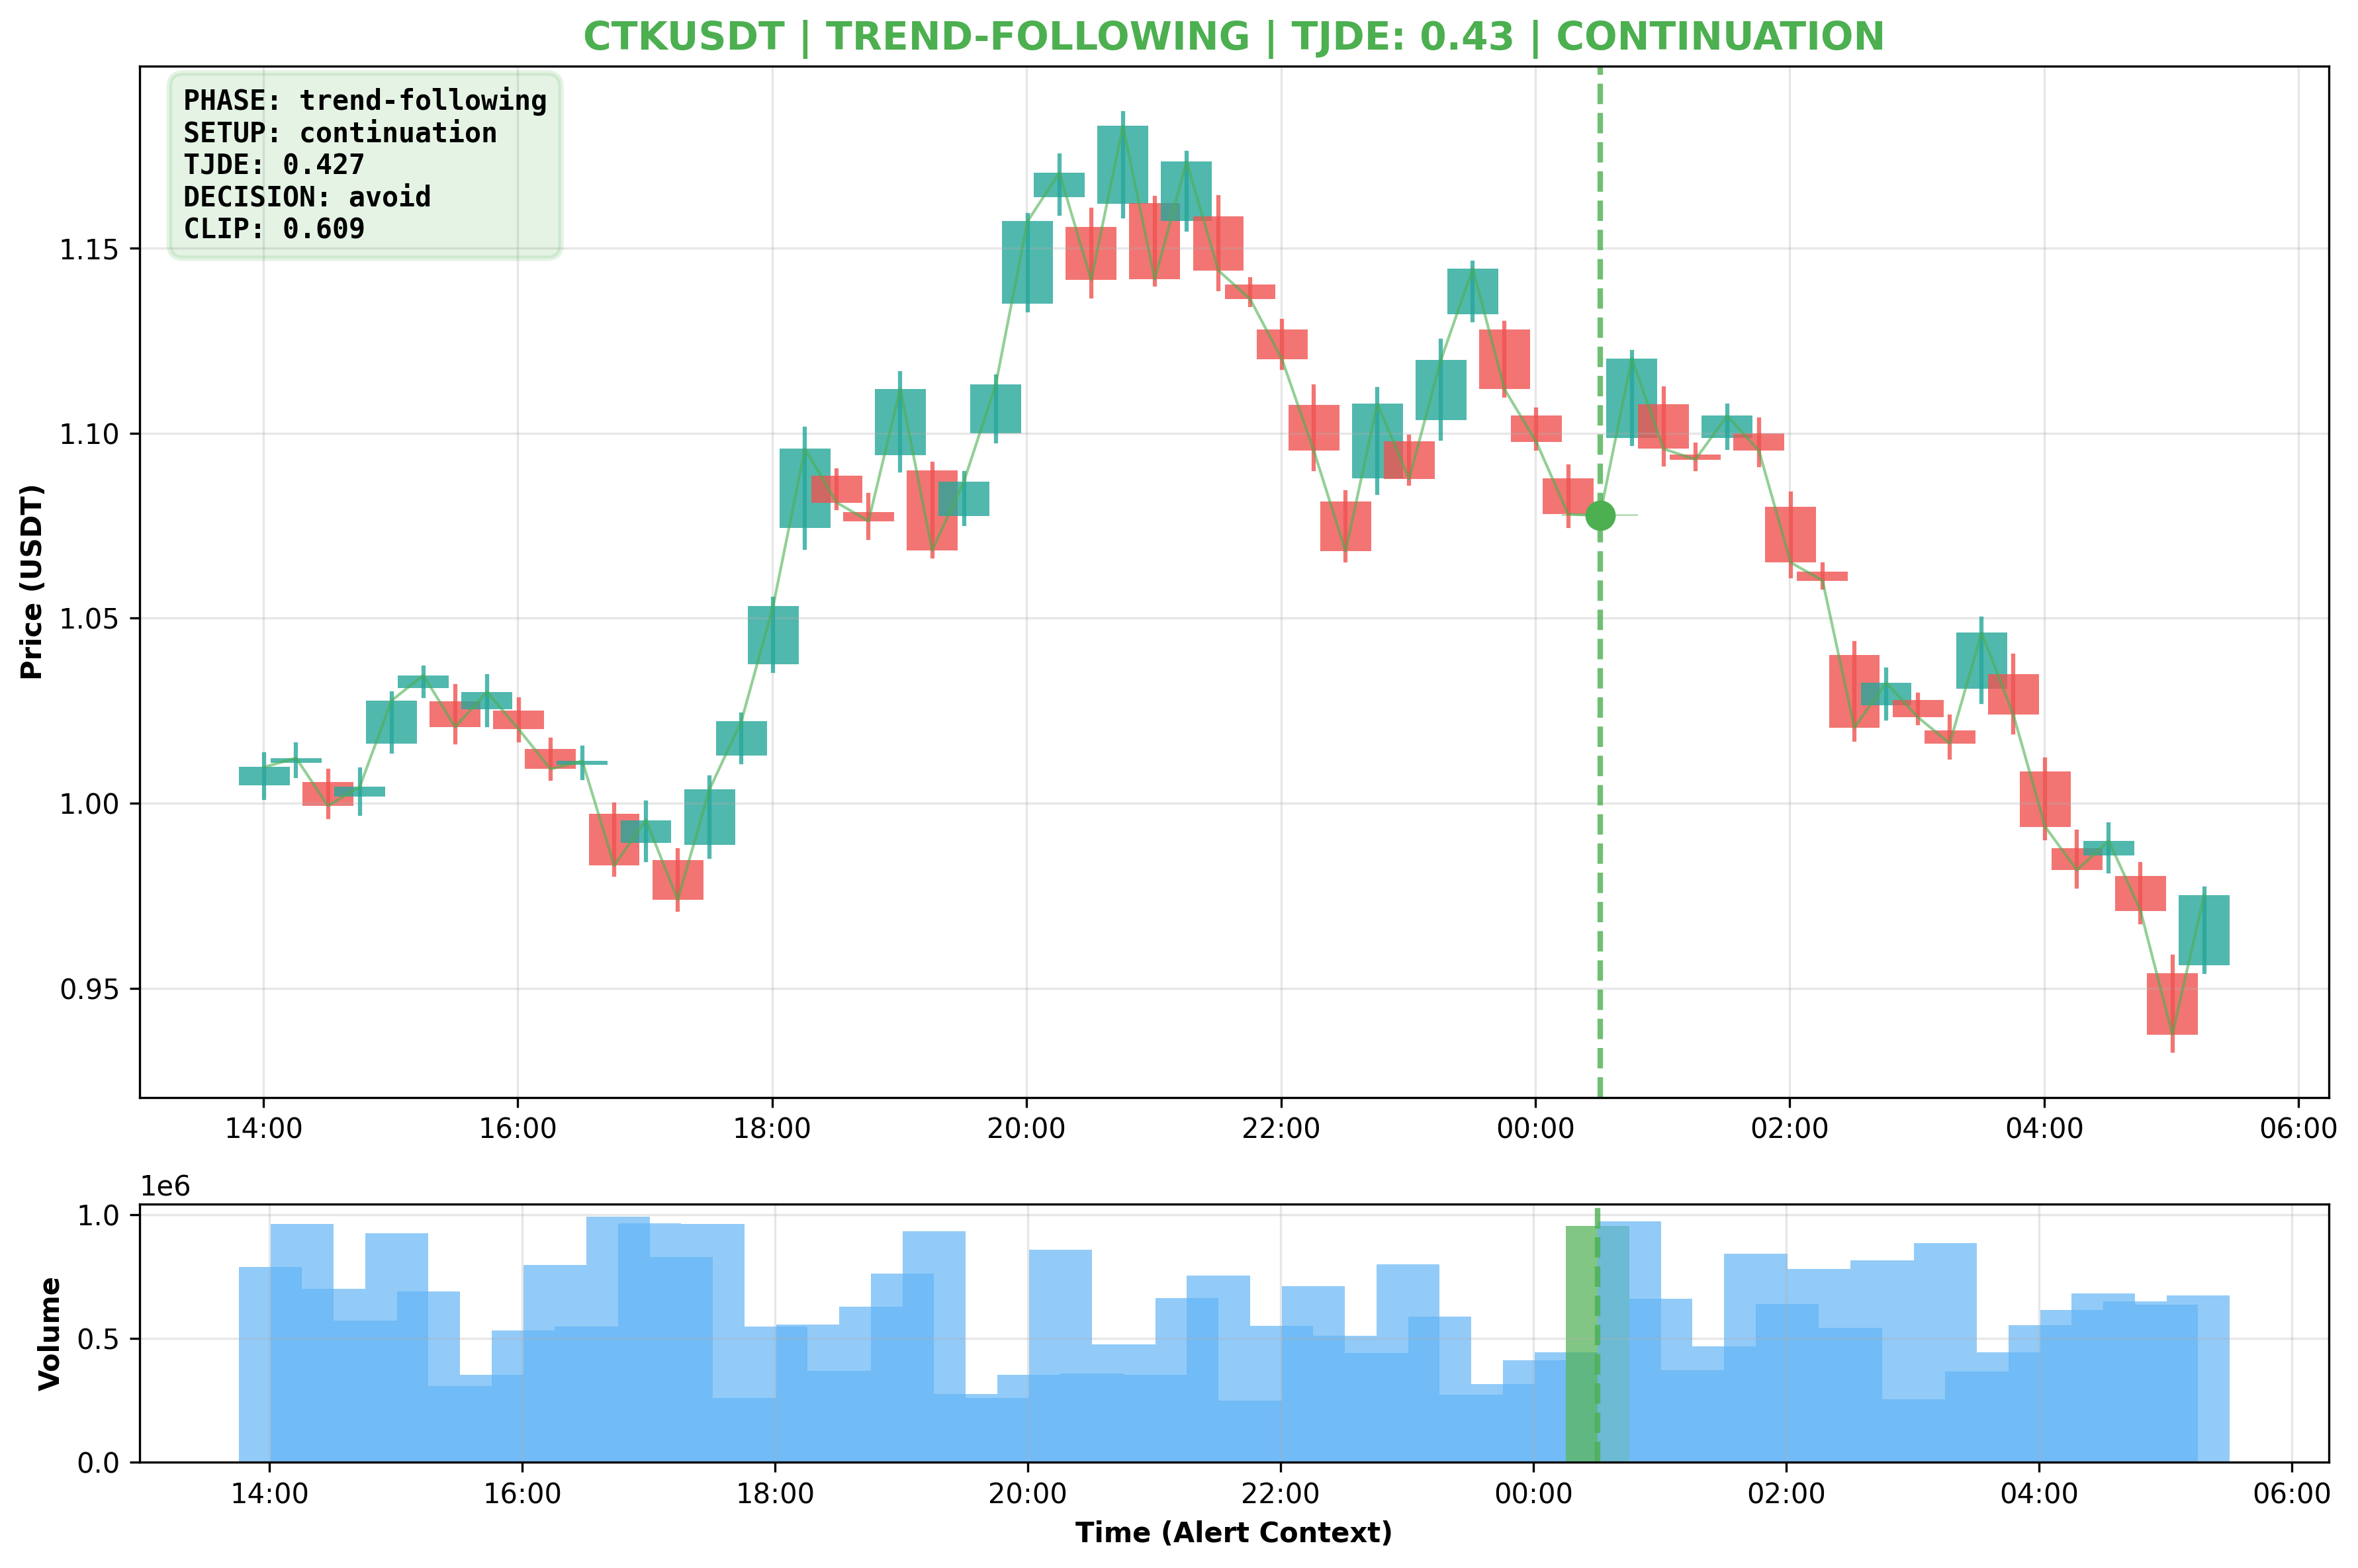 CTKUSDT | TREND-FOLLOWING | TJDE: 0.43 | CONTINUATION
PHASE: trend-following
SETUP: continuation
TJDE: 0.427
DECISION: avoid
CLIP: 0.609
Price (USDT)
1.15
1.10
1.05
1.00
0.95
14:00 16:00 18:00 20:00 22:00 00:00 02:00 04:00 06:00
1e6
Volume
1.0
0.5
0.0
14:00 16:00 18:00 20:00 22:00 00:00 02:00 04:00 06:00
Time (Alert Context)